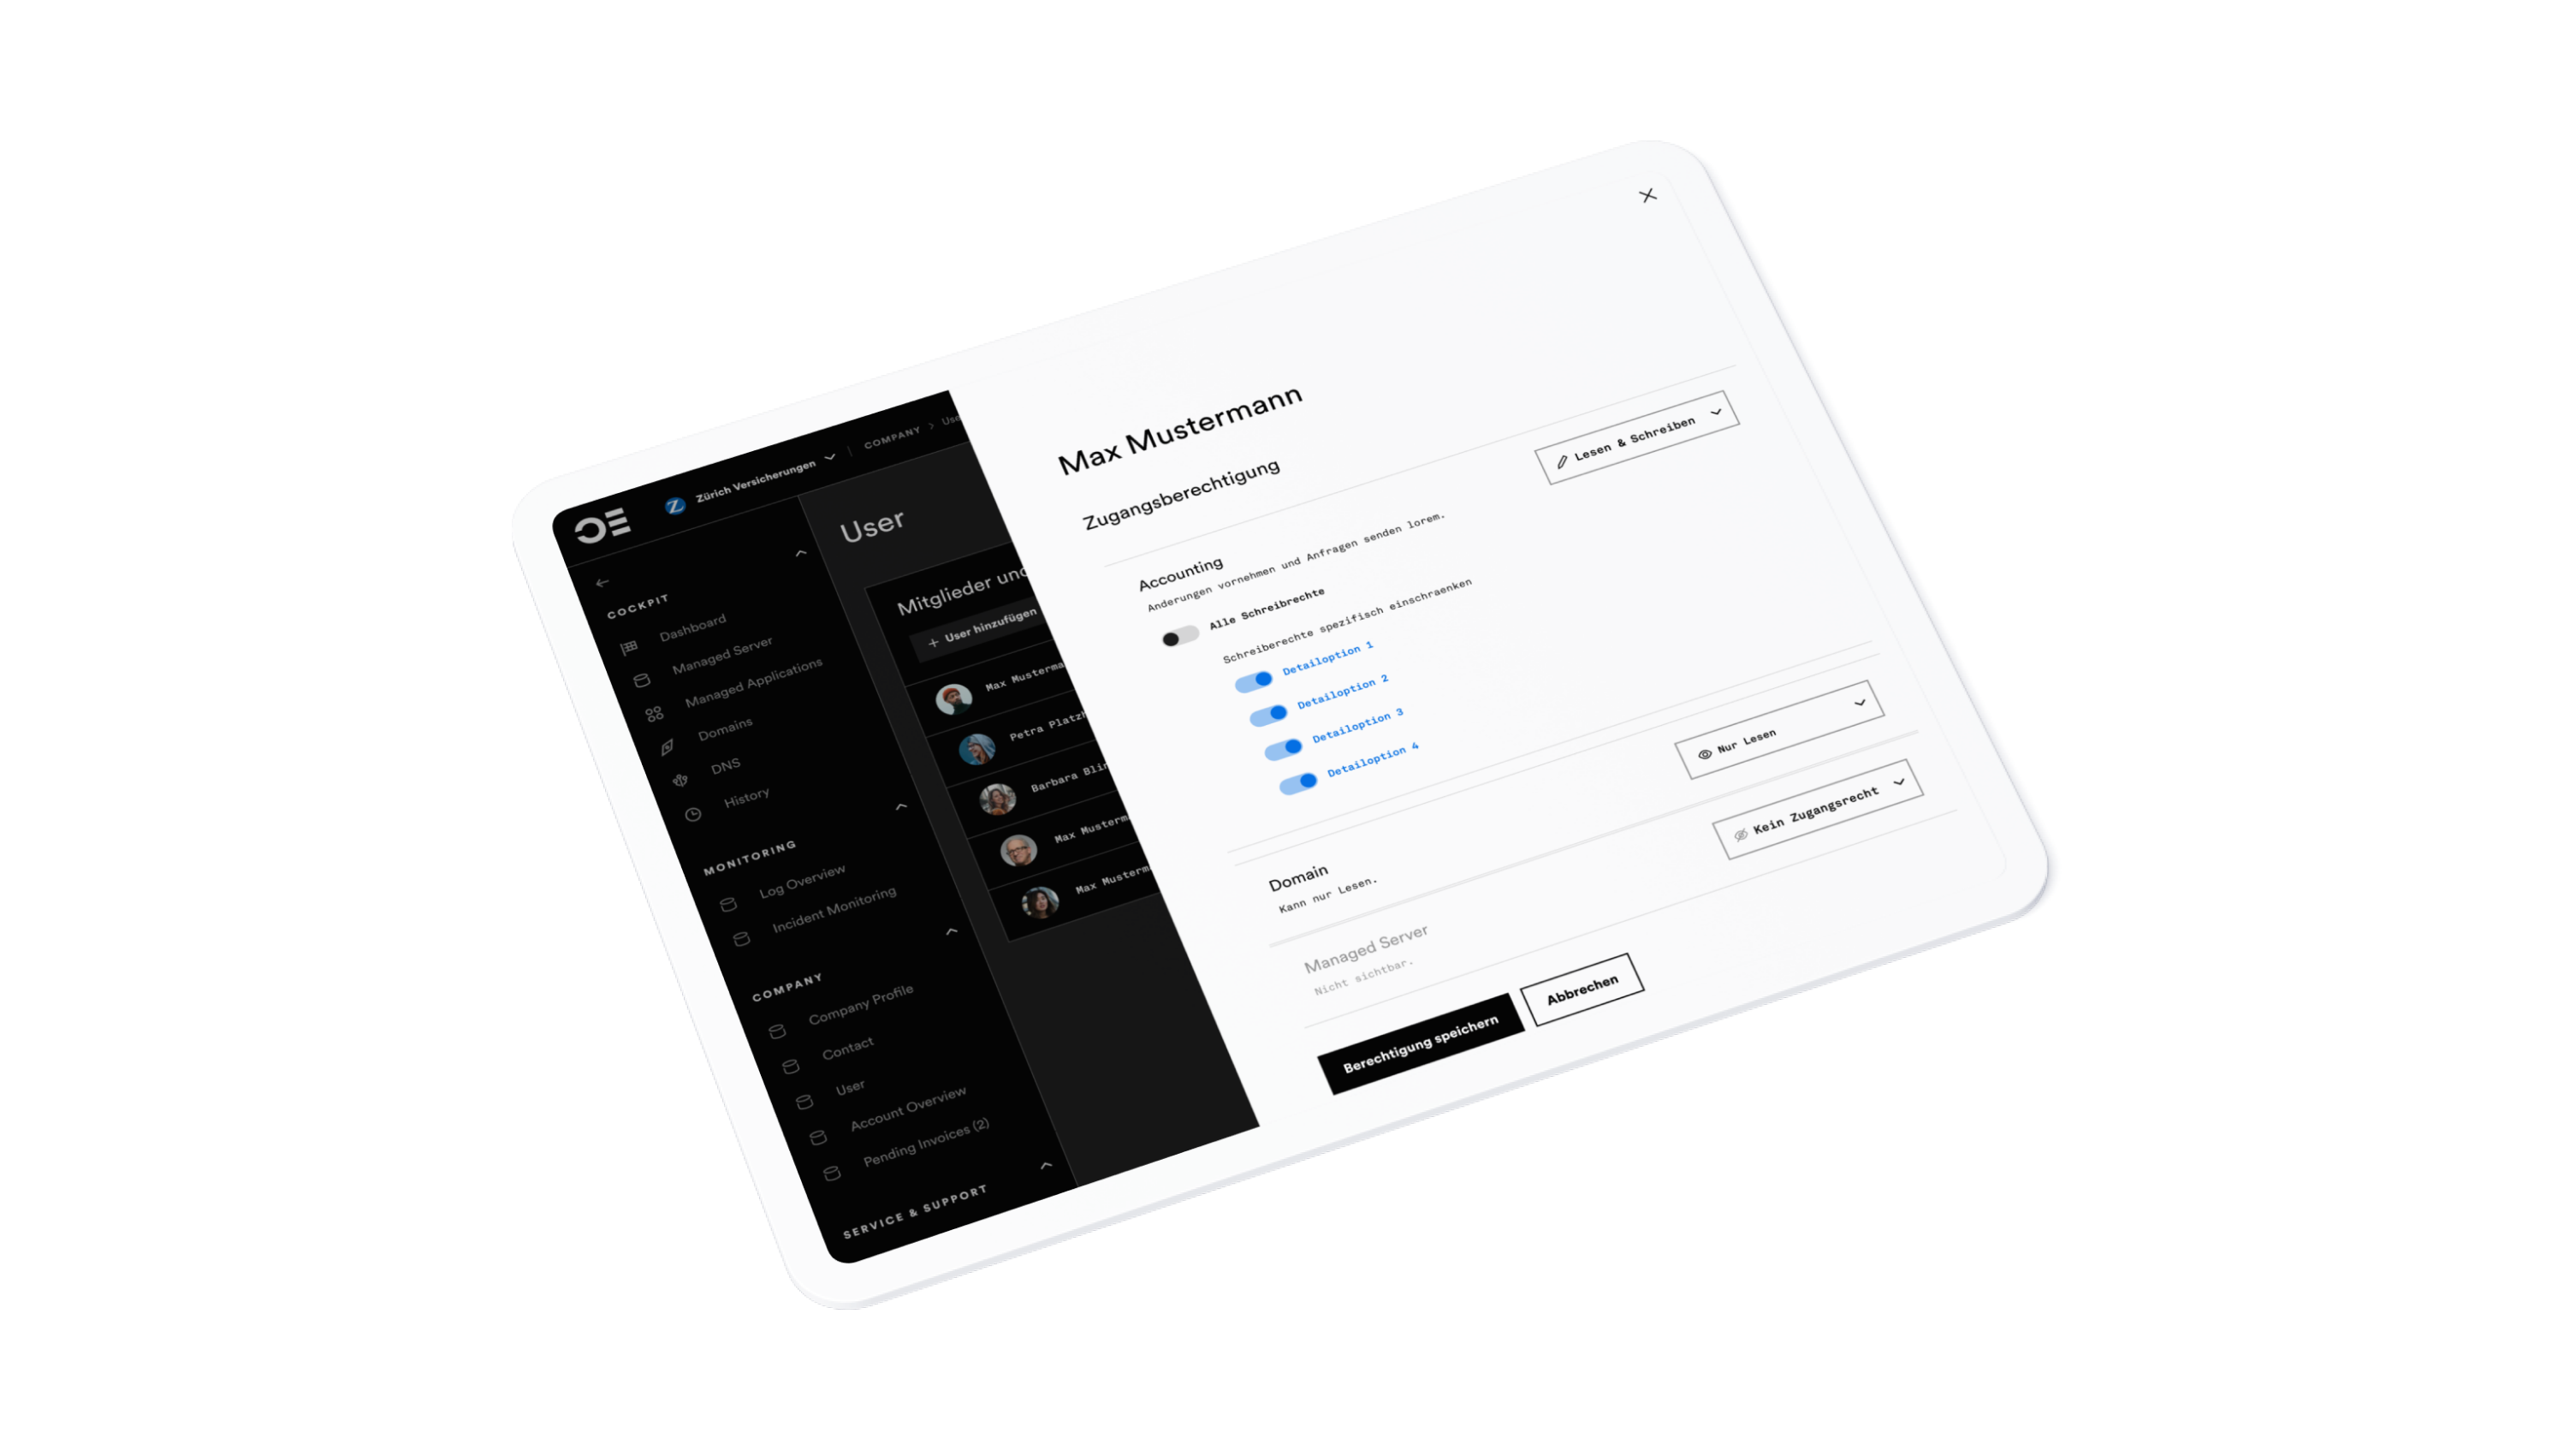 Zürich Versicherungen
COMPANY > Use
COCKPIT
Dashboard
Managed Server
Managed Applications
Domains
DNS
History
MONITORING
Log Overview
Incident Monitoring
COMPANY
Company Profile
Contact
User
Account Overview
Pending Invoices (2)
SERVICE & SUPPORT
User
Mitglieder und
+ User hinzufügen
Max Musterma
Petra Platzh
Barbara Blin
Max Musterm
Max Musterm
Max Mustermann
Zugangsberechtigung
Accounting
Lesen & Schreiben
Anderungen vornehmen und Anfragen senden lorem.
Alle Schreibrechte
Schreiberechte spezifisch einschraenken
Detailoption 1
Detailoption 2
Detailoption 3
Detailoption 4
Domain
Nur Lesen
Kann nur Lesen.
Managed Server
Kein Zugangsrecht
Nicht sichtbar.
Berechtigung speichern
Abbrechen